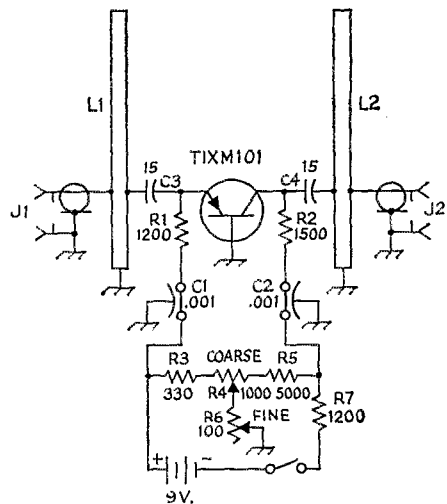 L1
L2
TIXM101
15
C3
C4
15
J1
J2
R1
1200
R2
1500
C1
.001
C2
.001
R3
330
COARSE
R4
1000
R5
5000
R6
100
FINE
R7
1200
+
−
9V.